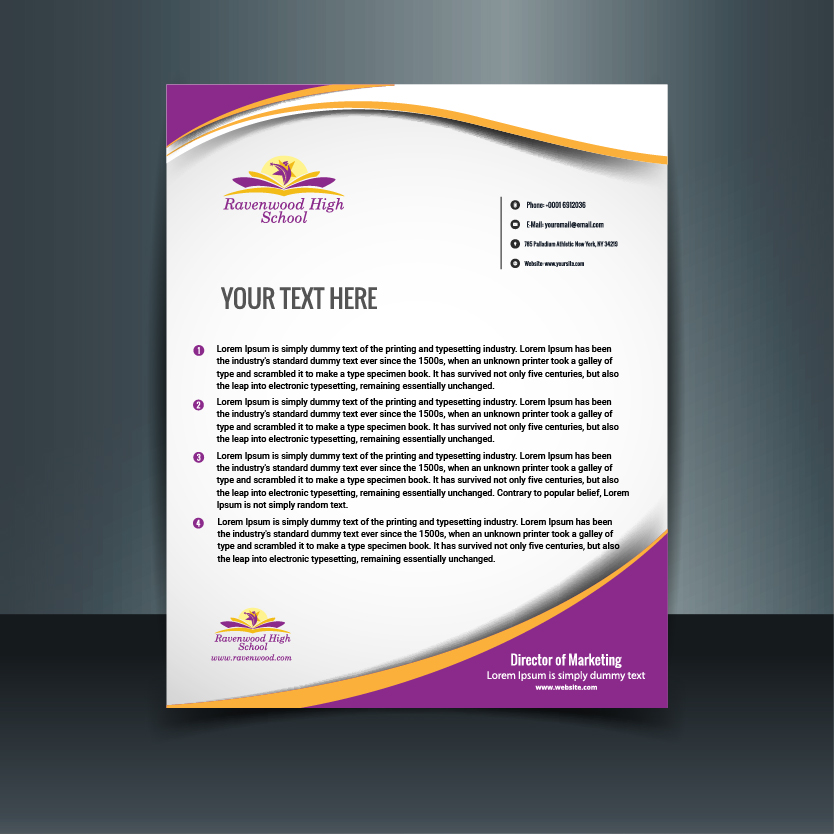 Ravenwood High
School
Phone: +0001 6912036
E-Mail: youremail@email.com
785 Palladium Athletic New York, NY 34219
Website: www.yoursite.com
YOUR TEXT HERE
1 Lorem Ipsum is simply dummy text of the printing and typesetting industry. Lorem Ipsum has been
the industry's standard dummy text ever since the 1500s, when an unknown printer took a galley of
type and scrambled it to make a type specimen book. It has survived not only five centuries, but also
the leap into electronic typesetting, remaining essentially unchanged.
2 Lorem Ipsum is simply dummy text of the printing and typesetting industry. Lorem Ipsum has been
the industry's standard dummy text ever since the 1500s, when an unknown printer took a galley of
type and scrambled it to make a type specimen book. It has survived not only five centuries, but also
the leap into electronic typesetting, remaining essentially unchanged.
3 Lorem Ipsum is simply dummy text of the printing and typesetting industry. Lorem Ipsum has been
the industry's standard dummy text ever since the 1500s, when an unknown printer took a galley of
type and scrambled it to make a type specimen book. It has survived not only five centuries, but also
the leap into electronic typesetting, remaining essentially unchanged. Contrary to popular belief, Lorem
Ipsum is not simply random text.
4 Lorem Ipsum is simply dummy text of the printing and typesetting industry. Lorem Ipsum has been
the industry's standard dummy text ever since the 1500s, when an unknown printer took a galley of
type and scrambled it to make a type specimen book. It has survived not only five centuries, but also
the leap into electronic typesetting, remaining essentially unchanged.
Ravenwood High
School
www.ravenwood.com
Director of Marketing
Lorem Ipsum is simply dummy text
www.website.com